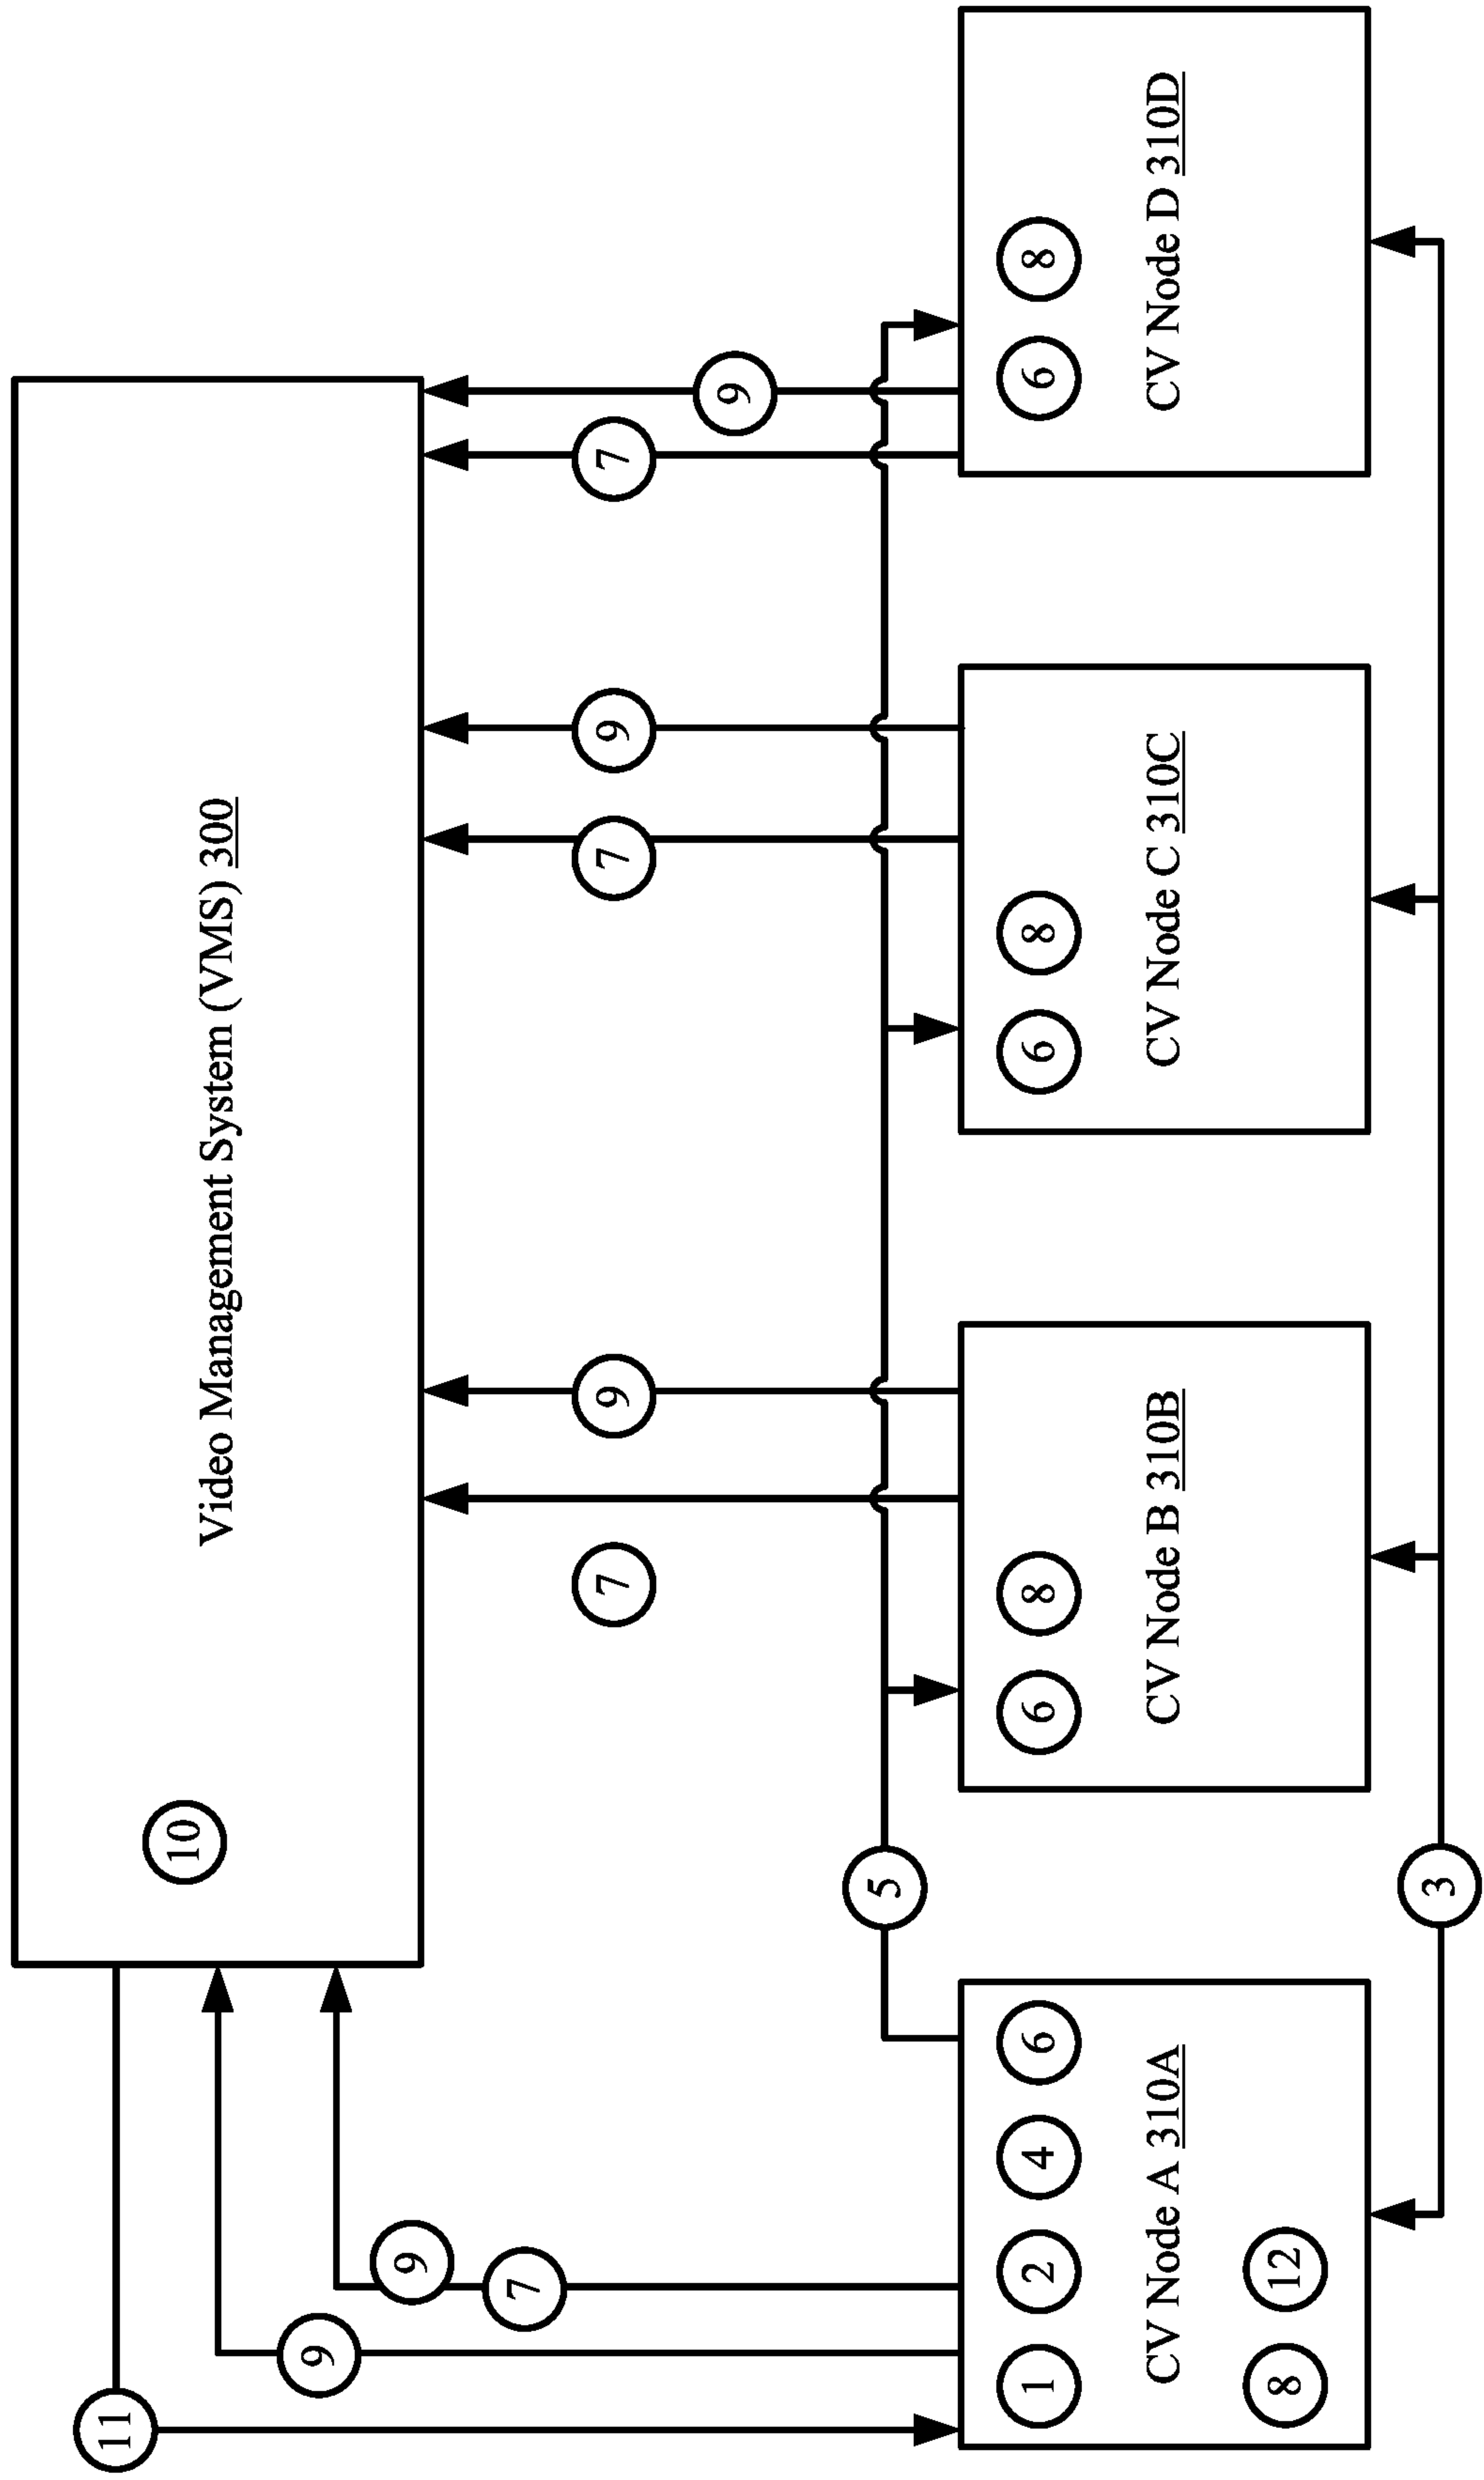 11
10
Video Management System (VMS) 300
9
9
7
7
9
7
9
7
9
5
1 2 4 6
6 8
6 8
6 8
CV Node A 310A
CV Node B 310B
CV Node C 310C
CV Node D 310D
8 12
3